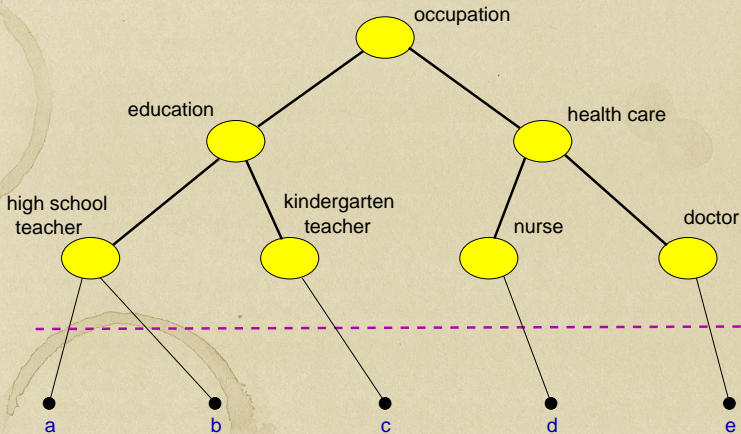 occupation
education
health care
high school
teacher
kindergarten
teacher
nurse
doctor
a
b
c
d
e